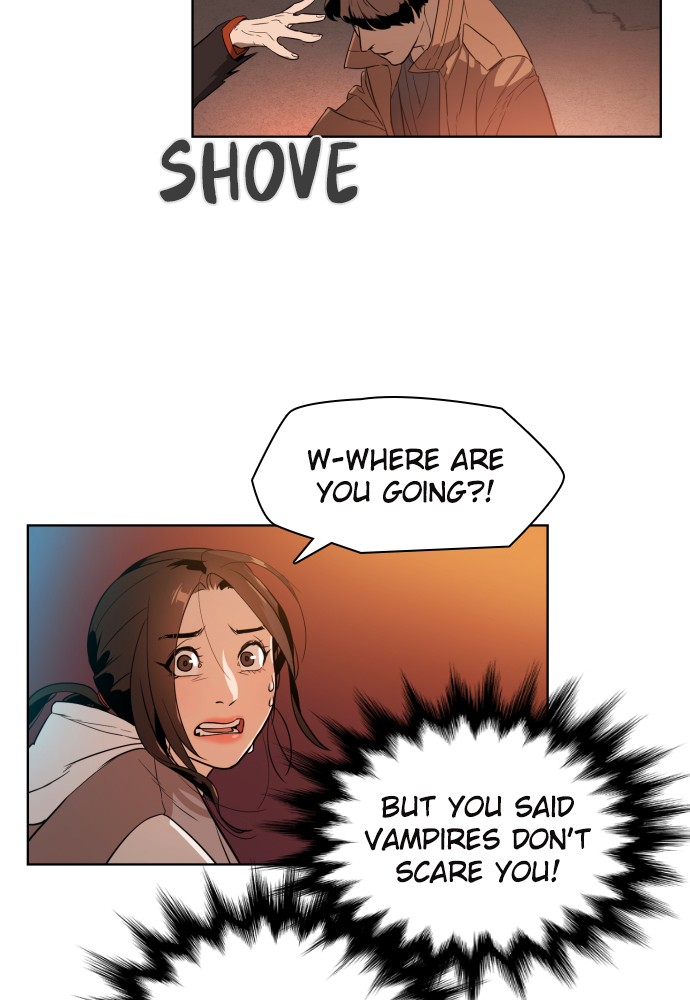 SHOVE
W-WHERE ARE
YOU GOING?!
BUT YOU SAID
VAMPIRES DON'T
SCARE YOU!